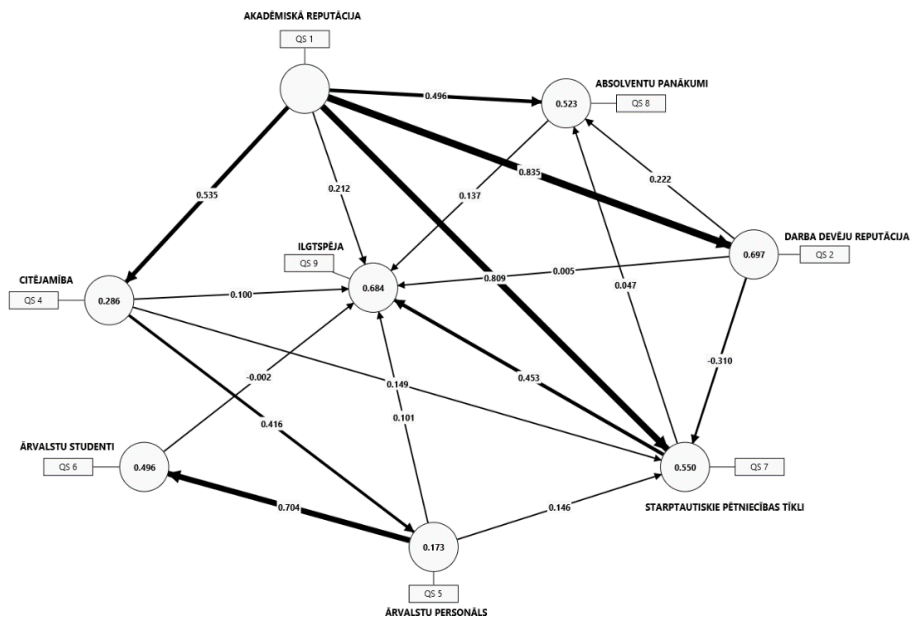 AKADĒMISKĀ REPUTĀCIJA
QS 1
ABSOLVENTU PANĀKUMI
0.496
0.523
QS 8
0.835
0.222
0.137
0.535
0.212
DARBA DEVĒJU REPUTĀCIJA
ILGTSPĒJA
QS 9
0.697
QS 2
0.005
0.809
0.047
CITĒJAMĪBA
0.684
QS 4
0.286
0.100
-0.310
0.453
-0.002
0.149
0.101
0.416
ĀRVALSTU STUDENTI
QS 6
0.496
0.550
QS 7
STARPTAUTISKIE PĒTNIECĪBAS TĪKLI
0.704
0.146
0.173
QS 5
ĀRVALSTU PERSONĀLS